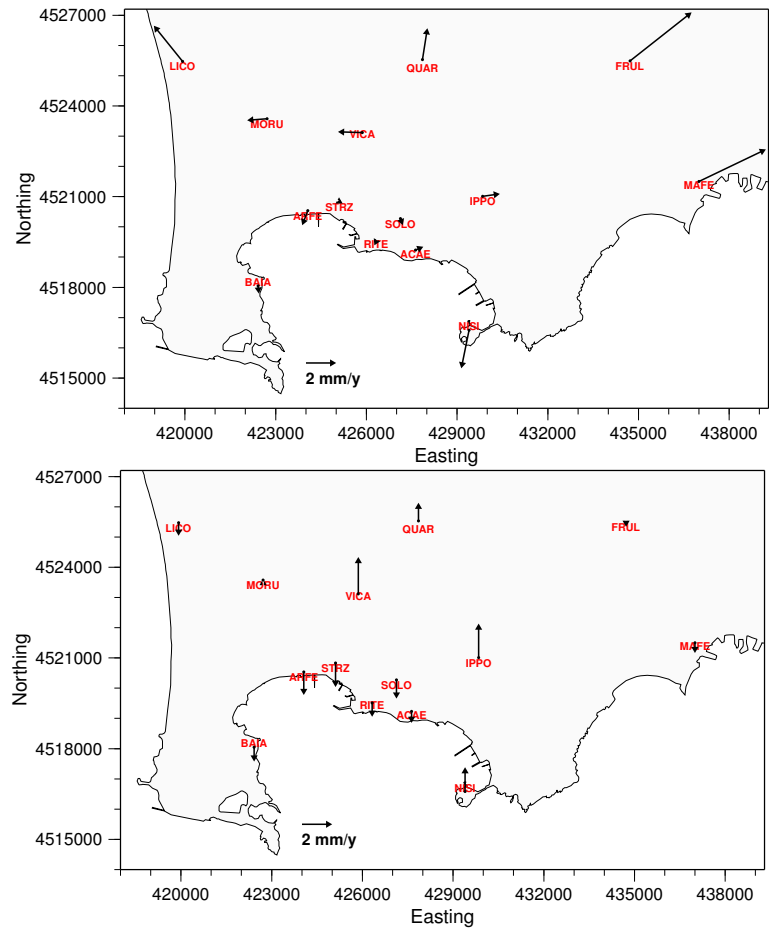 4527000
LICO
QUAR
FRUL
4524000
MORU
VICA
4521000
MAFE
STRZ
IPPO
ARFE
SOLO
RITE
ACAE
4518000
BAIA
NISI
4515000
2 mm/y
Northing
420000 423000 426000 429000 432000 435000 438000
Easting
4527000
LICO
QUAR
FRUL
4524000
MORU
VICA
4521000
MAFE
STRZ
IPPO
ARFE
SOLO
RITE
ACAE
4518000
BAIA
NISI
4515000
2 mm/y
Northing
420000 423000 426000 429000 432000 435000 438000
Easting